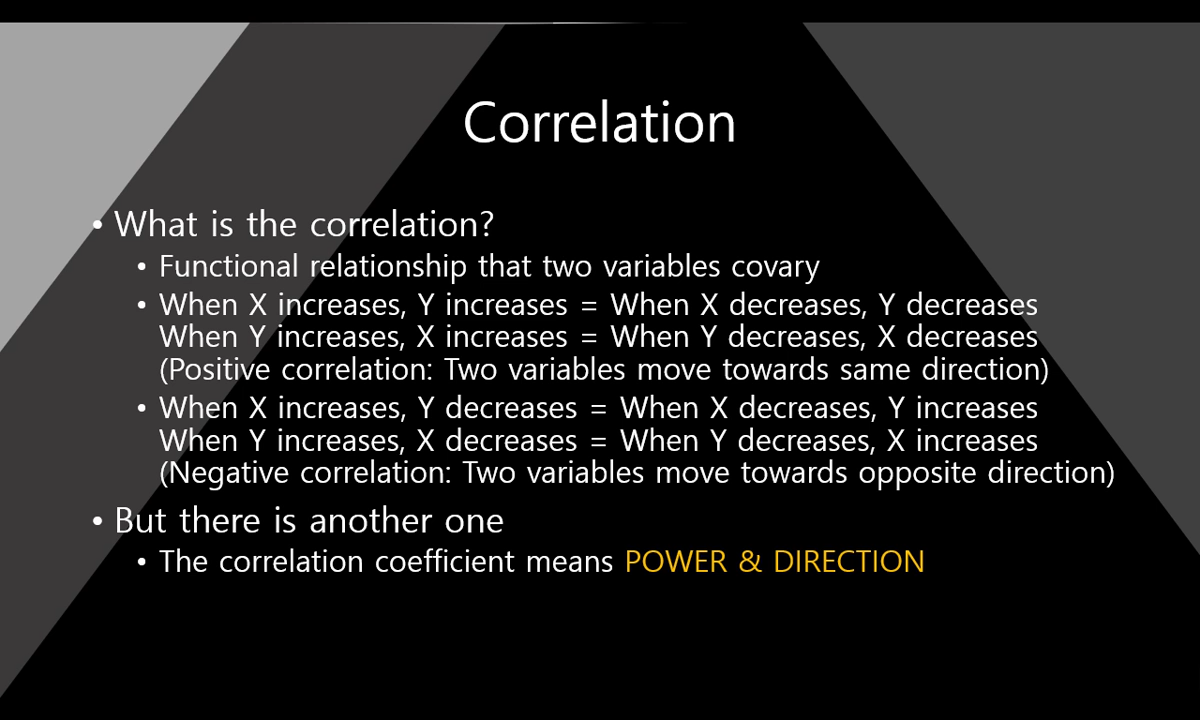 Correlation
• What is the correlation?
• Functional relationship that two variables covary
• When X increases, Y increases = When X decreases, Y decreases
When Y increases, X increases = When Y decreases, X decreases
(Positive correlation: Two variables move towards same direction)
• When X increases, Y decreases = When X decreases, Y increases
When Y increases, X decreases = When Y decreases, X increases
(Negative correlation: Two variables move towards opposite direction)
• But there is another one
• The correlation coefficient means POWER & DIRECTION